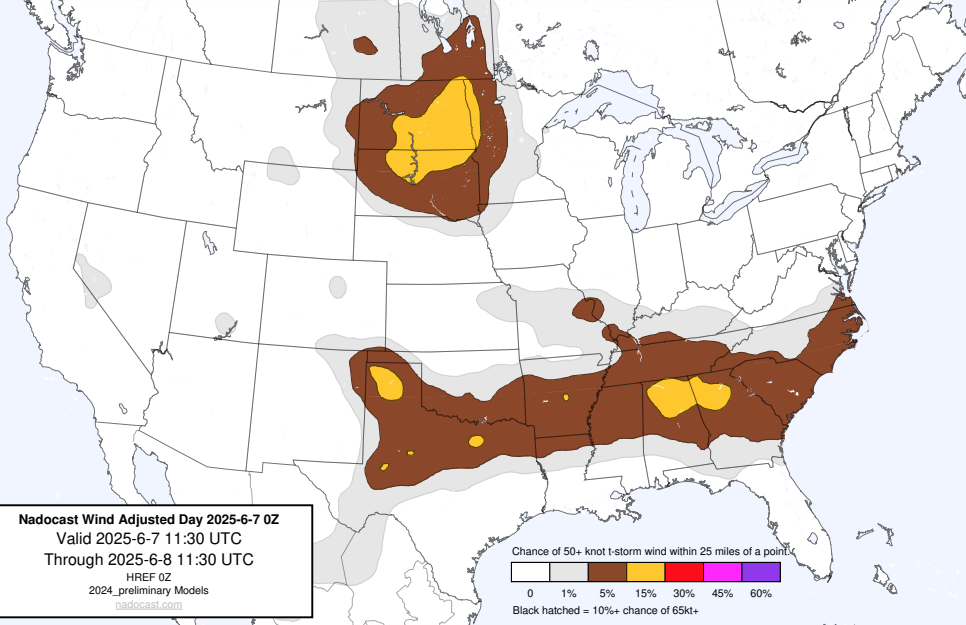 Nadocast Wind Adjusted Day 2025-6-7 0Z
Valid 2025-6-7 11:30 UTC
Through 2025-6-8 11:30 UTC
HREF 0Z
2024_preliminary Models
nadocast.com
Chance of 50+ knot t-storm wind within 25 miles of a point.
0 1% 5% 15% 30% 45% 60%
Black hatched = 10%+ chance of 65kt+